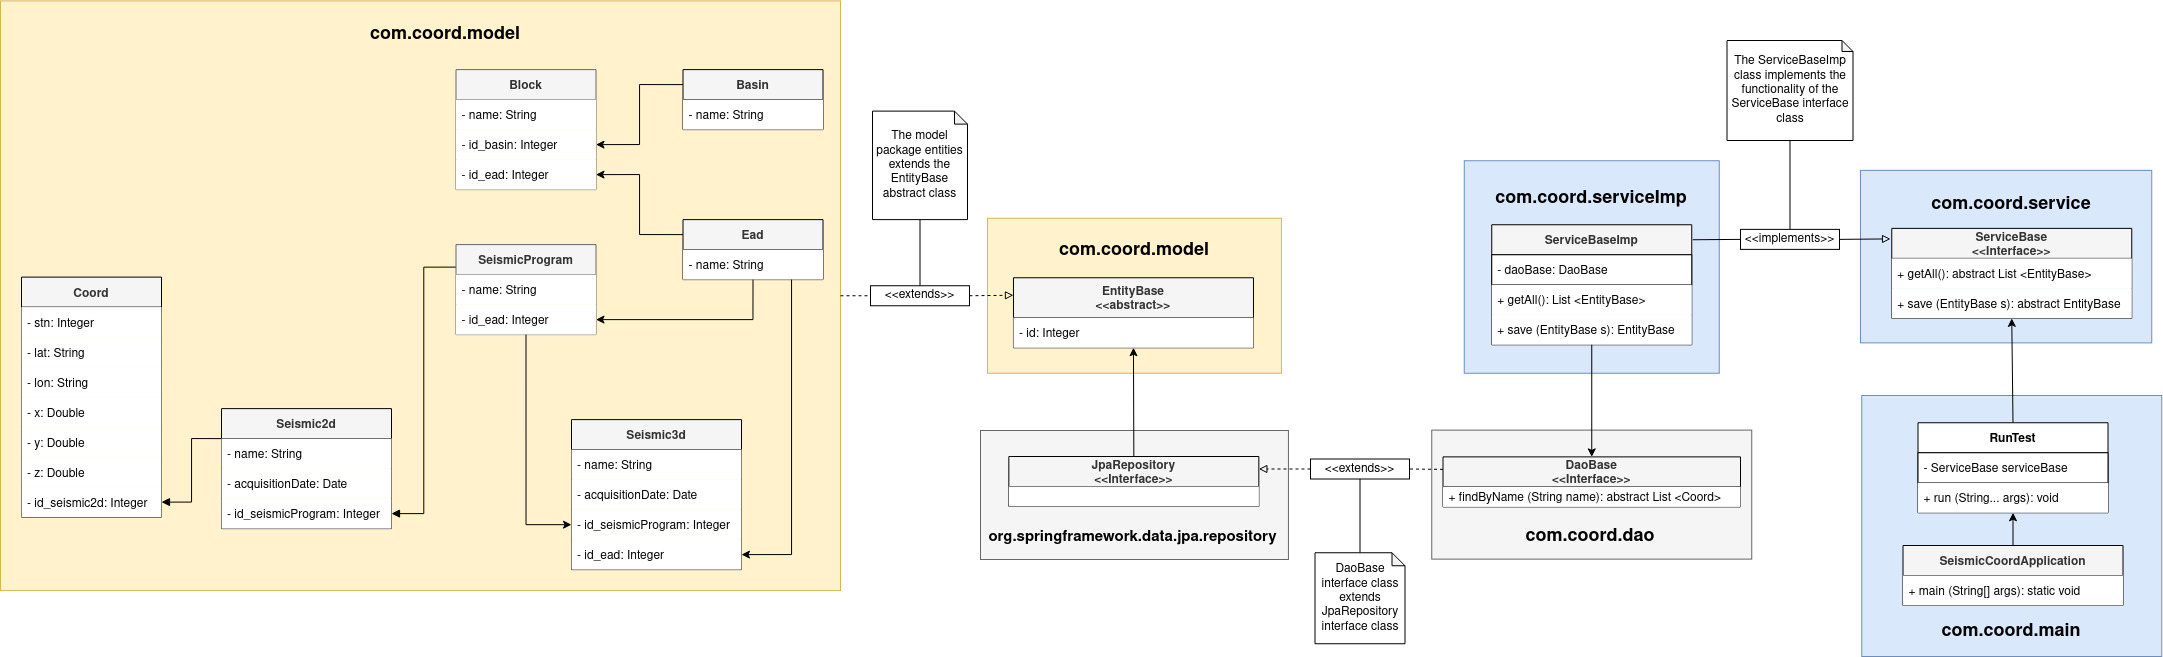 com.coord.model
Block
- name: String
- id_basin: Integer
- id_ead: Integer
Basin
- name: String
Ead
- name: String
SeismicProgram
- name: String
- id_ead: Integer
Coord
- stn: Integer
- lat: String
- lon: String
- x: Double
- y: Double
- z: Double
- id_seismic2d: Integer
Seismic2d
- name: String
- acquisitionDate: Date
- id_seismicProgram: Integer
Seismic3d
- name: String
- acquisitionDate: Date
- id_seismicProgram: Integer
- id_ead: Integer
The model
package entities
extends the
EntityBase
abstract class
<<extends>>
com.coord.model
EntityBase
<<abstract>>
- id: Integer
JpaRepository
<<Interface>>
org.springframework.data.jpa.repository
<<extends>>
DaoBase
interface class
extends
JpaRepository
interface class
DaoBase
<<Interface>>
+ findByName (String name): abstract List <Coord>
com.coord.dao
com.coord.serviceImp
ServiceBaseImp
- daoBase: DaoBase
+ getAll(): List <EntityBase>
+ save (EntityBase s): EntityBase
The ServiceBaseImp
class implements the
functionality of the
ServiceBase interface
class
<<implements>>
com.coord.service
ServiceBase
<<Interface>>
+ getAll(): abstract List <EntityBase>
+ save (EntityBase s): abstract EntityBase
RunTest
- ServiceBase serviceBase
+ run (String... args): void
SeismicCoordApplication
+ main (String[] args): static void
com.coord.main